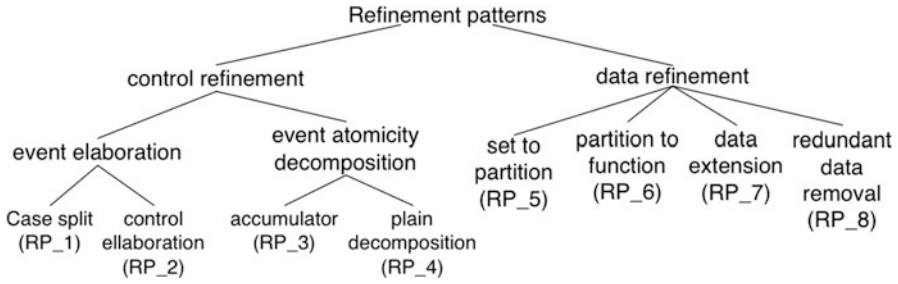 Refinement patterns
control refinement
data refinement
event elaboration
event atomicity
decomposition
set to
partition
(RP_5)
partition to
function
(RP_6)
data
extension
(RP_7)
redundant
data
removal
(RP_8)
Case split
(RP_1)
control
ellaboration
(RP_2)
accumulator
(RP_3)
plain
decomposition
(RP_4)